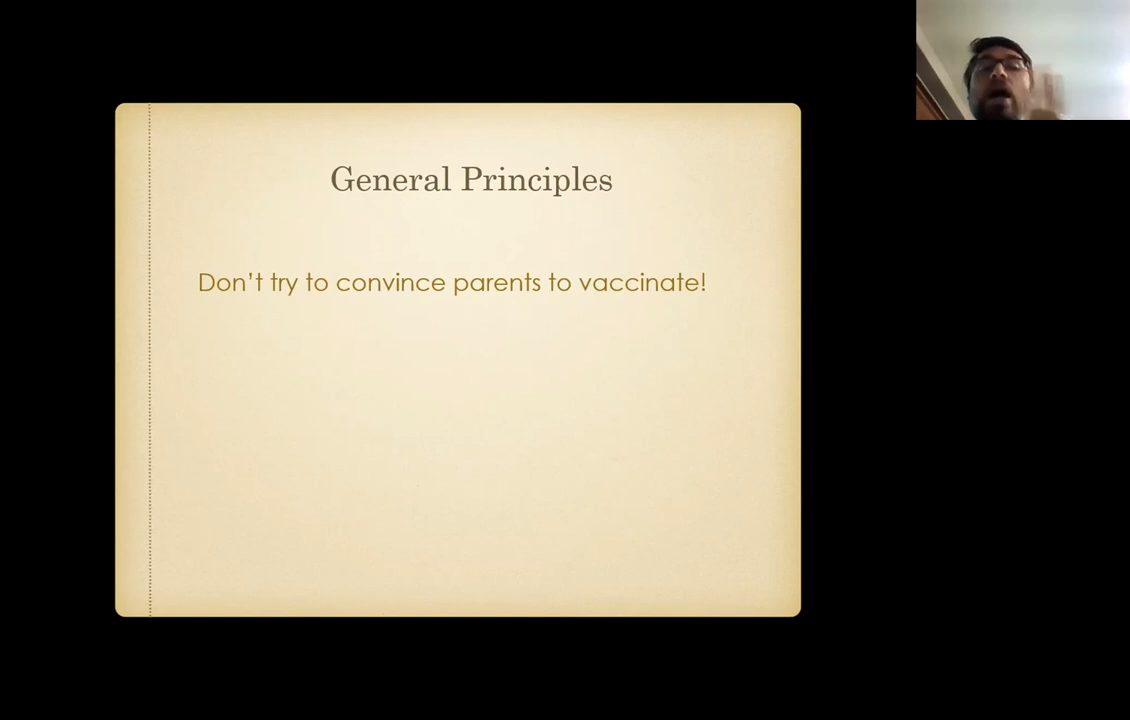 General Principles
Don’t try to convince parents to vaccinate!